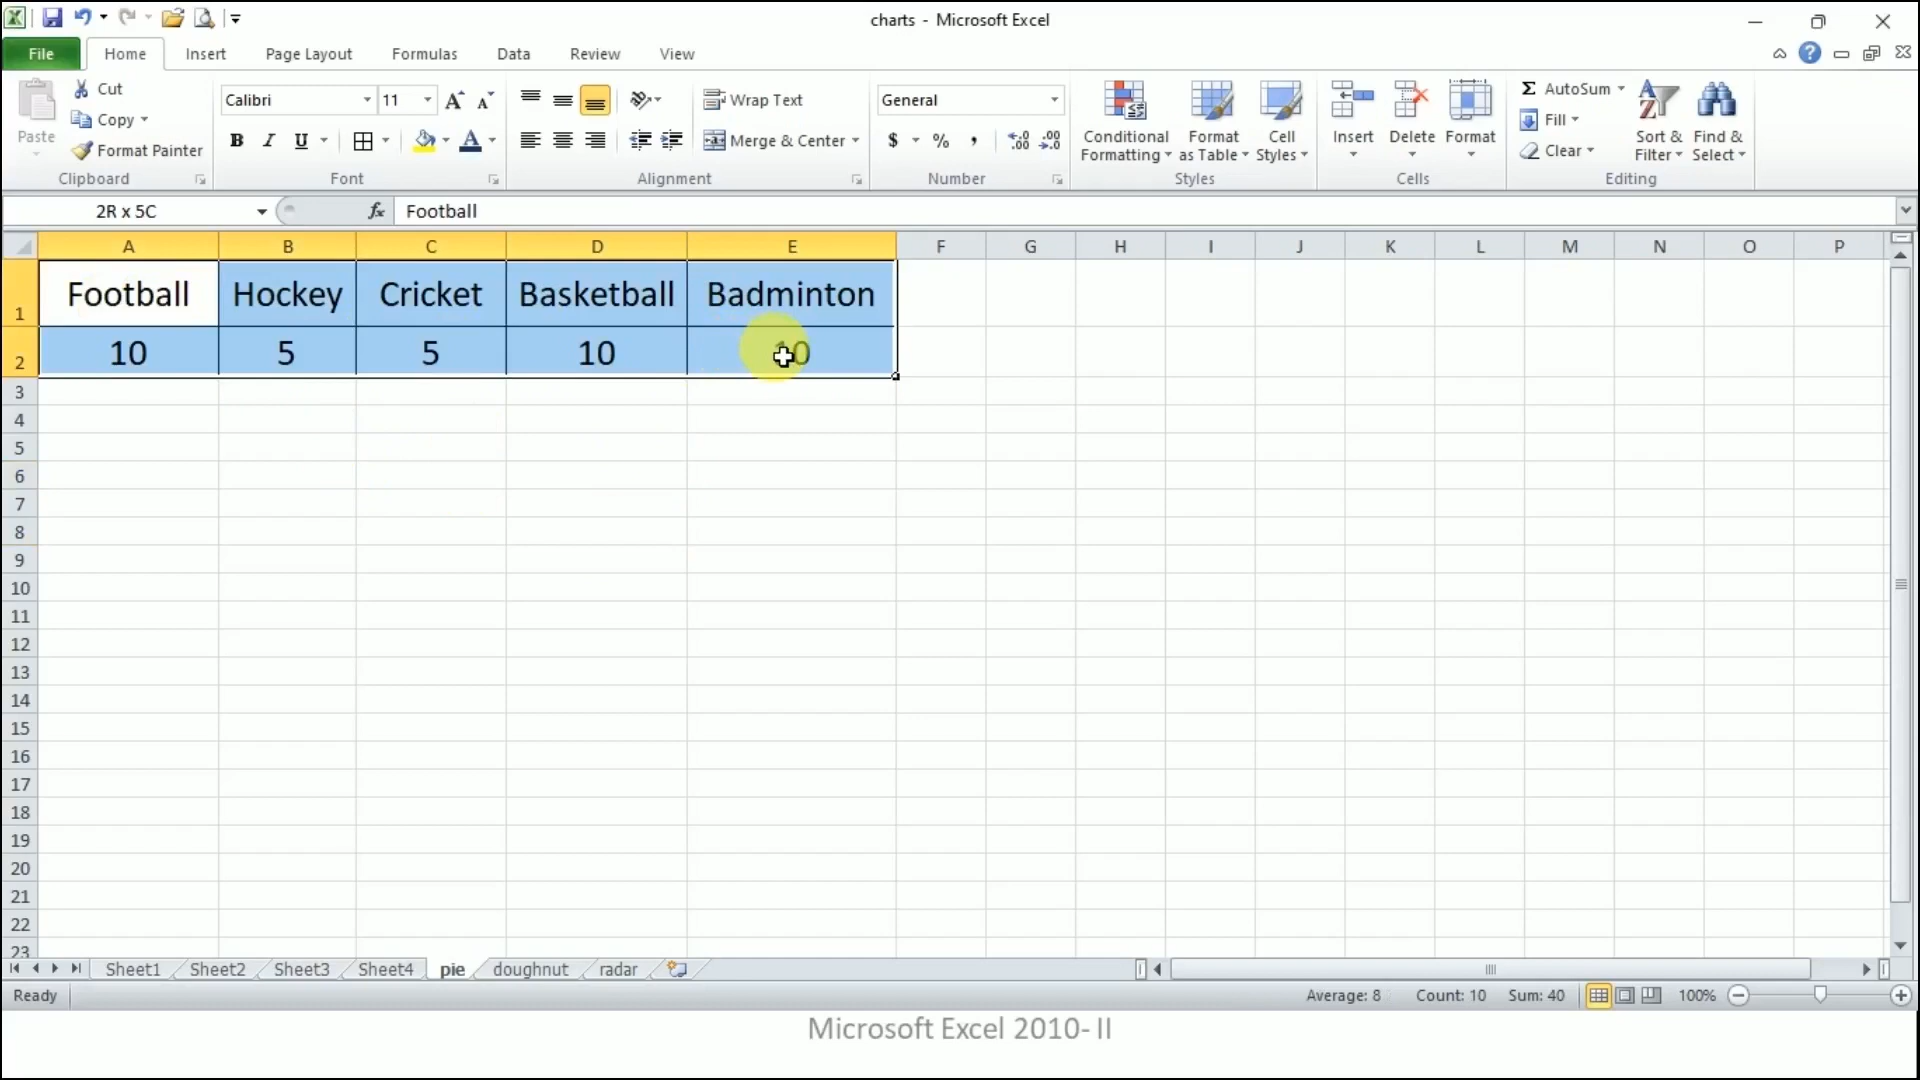 charts - Microsoft Excel
File Home Insert Page Layout Formulas Data Review View
Paste Cut Copy Format Painter Clipboard
Calibri 11 B I U Font
Wrap Text Merge & Center Alignment
General $ % , Number
Conditional Formatting Format as Table Cell Styles Styles
Insert Delete Format Cells
Σ AutoSum Fill Clear Sort & Filter Find & Select Editing
2R x 5C fx Football
A B C D E F G H I J K L M N O P
1 Football Hockey Cricket Basketball Badminton
2 10 5 5 10 10
3
4
5
6
7
8
9
10
11
12
13
14
15
16
17
18
19
20
21
22
23
Sheet1 Sheet2 Sheet3 Sheet4 pie doughnut radar
Ready Average: 8 Count: 10 Sum: 40 100%
Microsoft Excel 2010- II